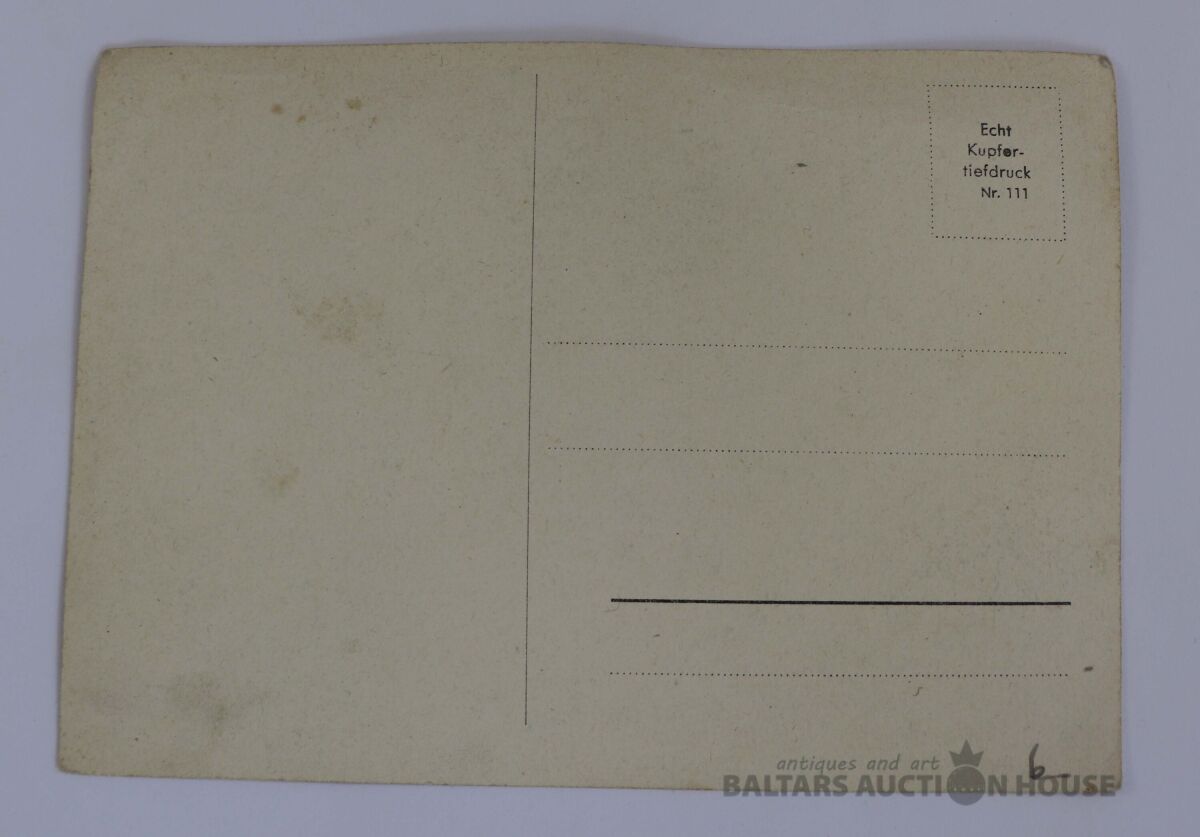 Echt
Kupfer-
tiefdruck
Nr. 111
6-
antiques and art
BALTARS AUCTION HOUSE